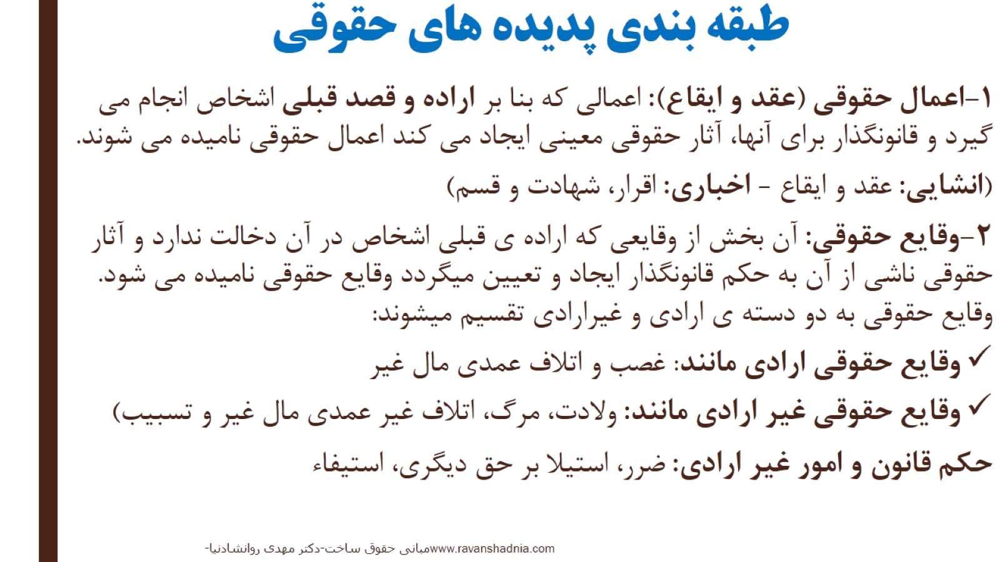 طبقه بندی پدیده های حقوقی
۱-اعمال حقوقی (عقد و ایقاع): اعمالی که بنا بر اراده و قصد قبلی اشخاص انجام می
گیرد و قانونگذار برای آنها، آثار حقوقی معینی ایجاد می کند اعمال حقوقی نامیده می شوند.
(انشایی: عقد و ایقاع - اخباری: اقرار، شهادت و قسم)
۲-وقایع حقوقی: آن بخش از وقایعی که اراده ی قبلی اشخاص در آن دخالت ندارد و آثار
حقوقی ناشی از آن به حکم قانونگذار ایجاد و تعیین میگردد وقایع حقوقی نامیده می شود.
وقایع حقوقی به دو دسته ی ارادی و غیرارادی تقسیم میشوند:
✓ وقایع حقوقی ارادی مانند: غصب و اتلاف عمدی مال غیر
✓ وقایع حقوقی غیر ارادی مانند: ولادت، مرگ، اتلاف غیر عمدی مال غیر و تسبیب)
حکم قانون و امور غیر ارادی: ضرر، استیلا بر حق دیگری، استیفاء
www.ravanshadnia.comمبانی حقوق ساخت-دکتر مهدی روانشادنیا-